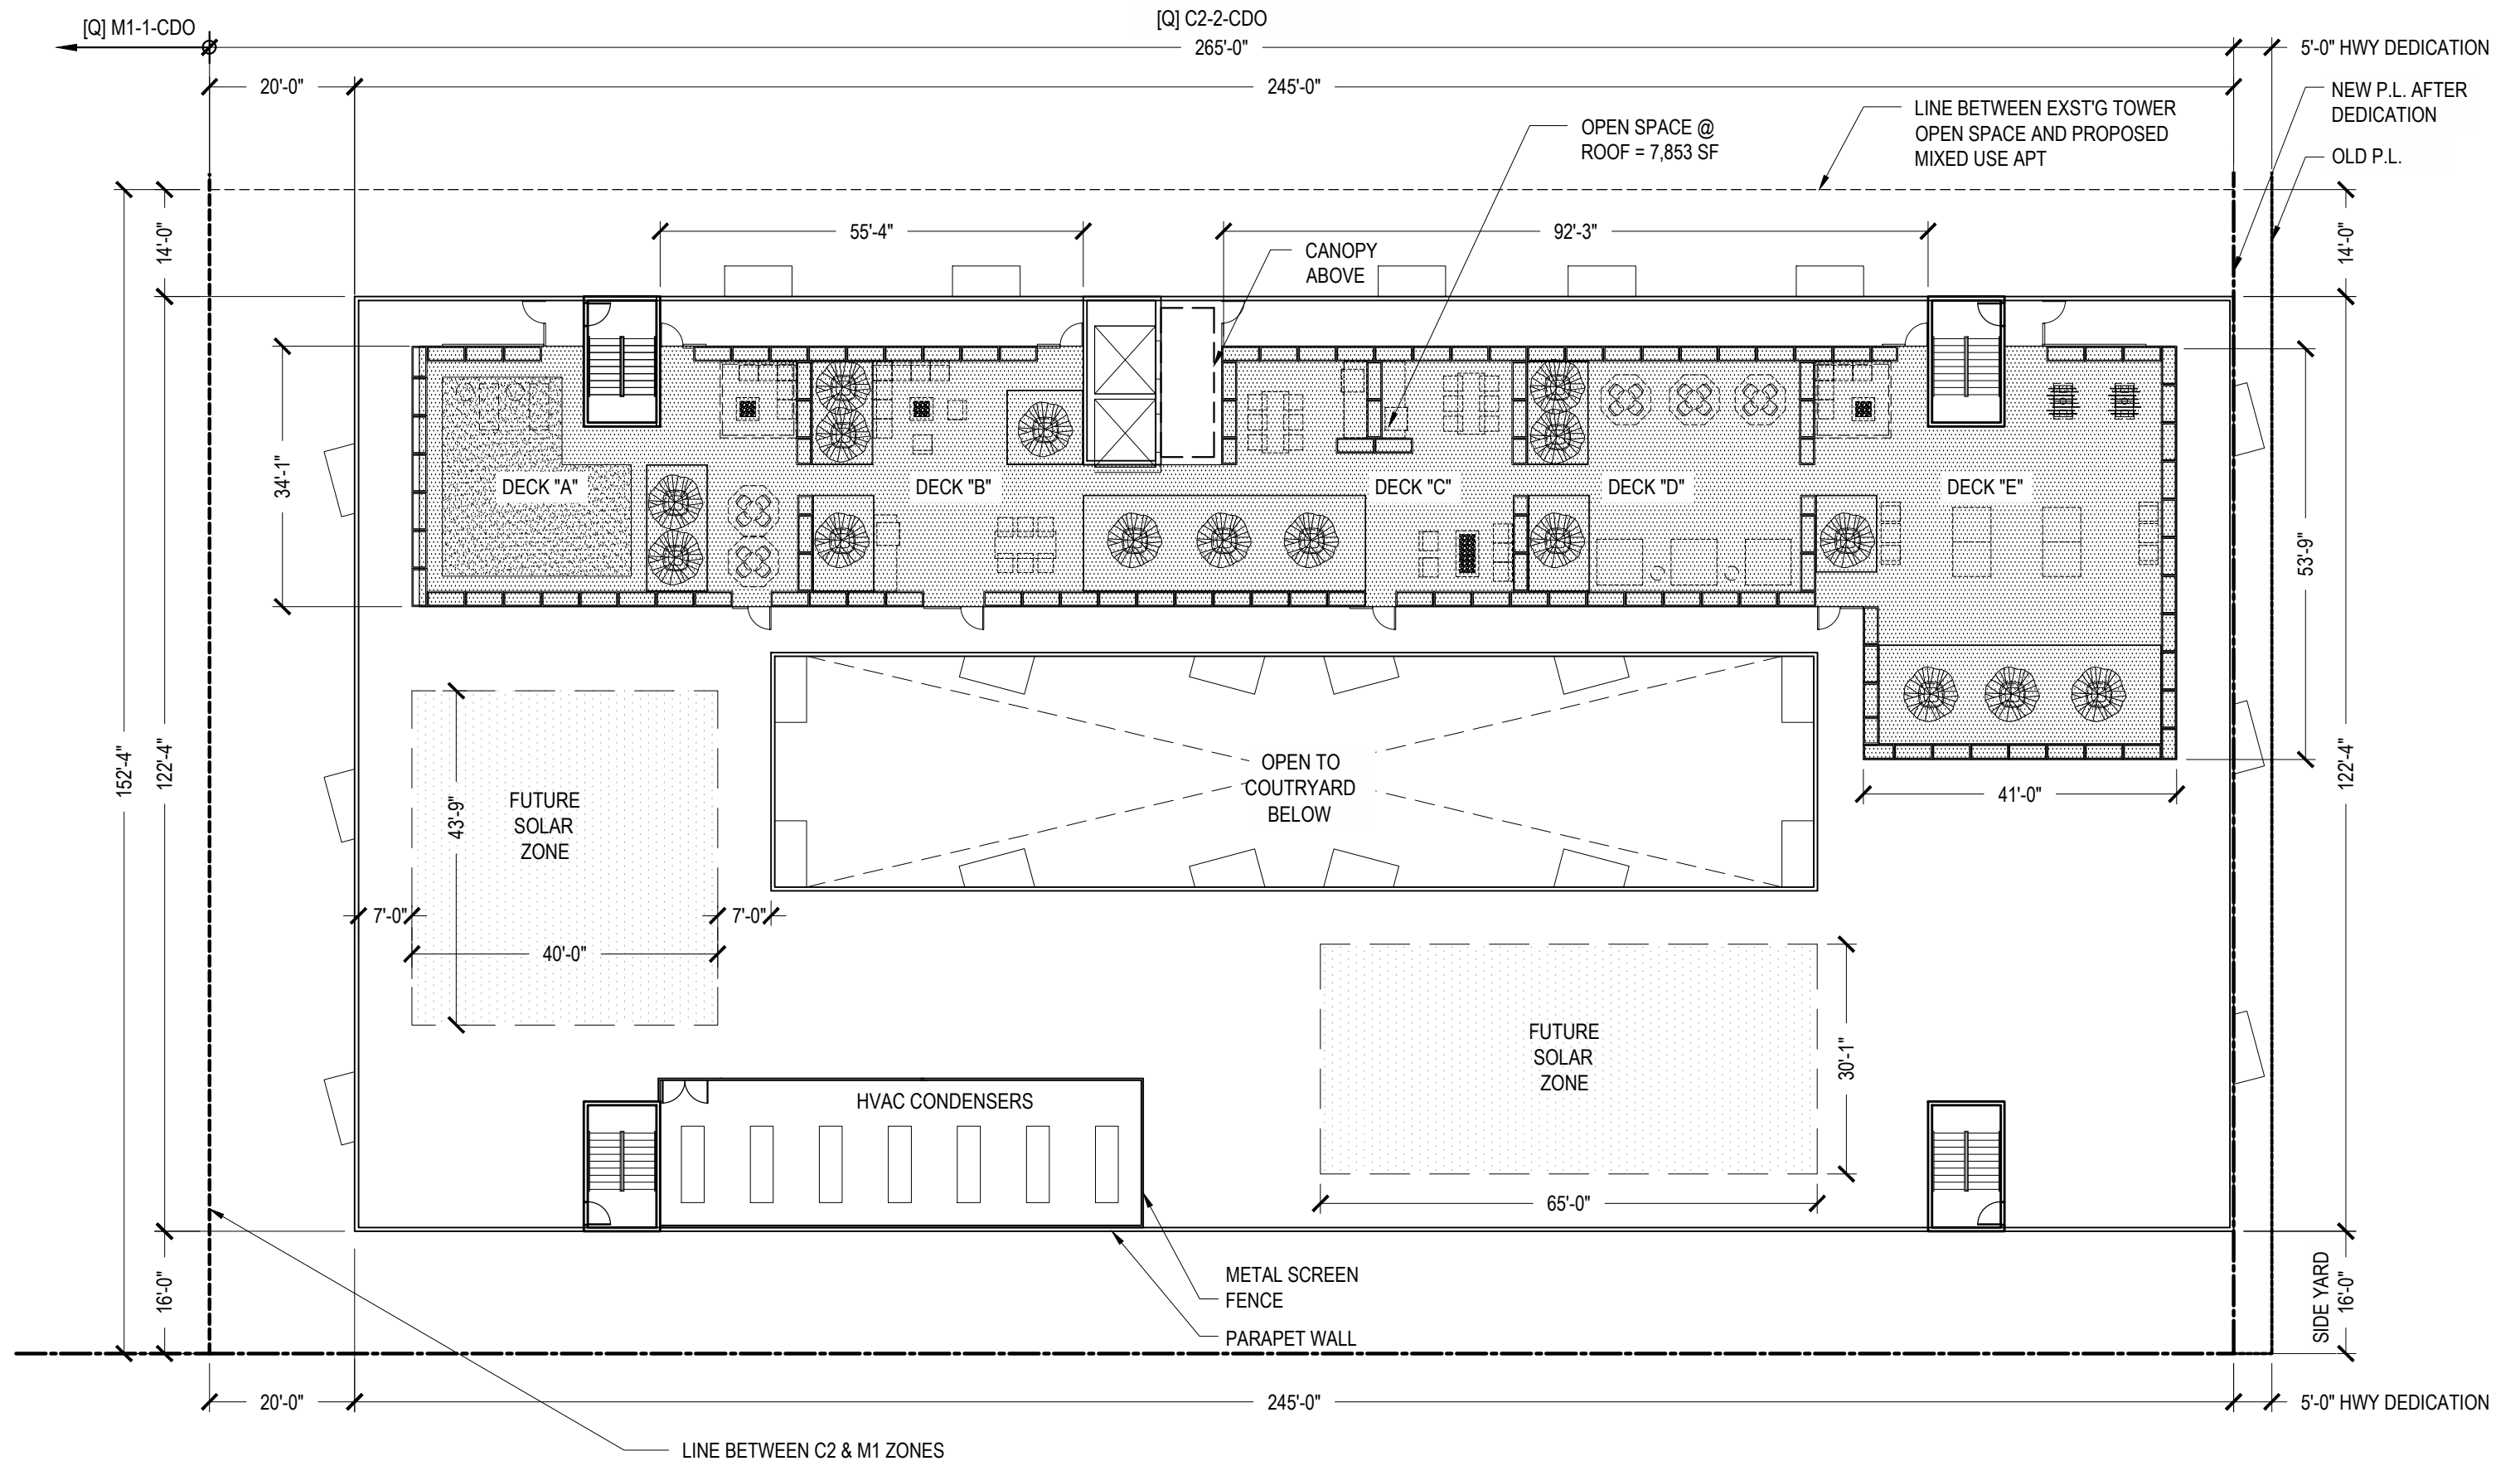 [Q] M1-1-CDO
[Q] C2-2-CDO
265'-0"
5'-0" HWY DEDICATION
20'-0"
245'-0"
NEW P.L. AFTER
DEDICATION
LINE BETWEEN EXST'G TOWER
OPEN SPACE AND PROPOSED
MIXED USE APT
OPEN SPACE @
ROOF = 7,853 SF
OLD P.L.
14'-0"
55'-4"
92'-3"
14'-0"
CANOPY
ABOVE
34'-1"
DECK "A"
DECK "B"
DECK "C"
DECK "D"
DECK "E"
53'-9"
152'-4"
122'-4"
43'-9"
FUTURE
SOLAR
ZONE
OPEN TO
COUTRYARD
BELOW
41'-0"
122'-4"
7'-0"
7'-0"
40'-0"
FUTURE
SOLAR
ZONE
30'-1"
HVAC CONDENSERS
65'-0"
16'-0"
METAL SCREEN
FENCE
PARAPET WALL
SIDE YARD
16'-0"
20'-0"
245'-0"
5'-0" HWY DEDICATION
LINE BETWEEN C2 & M1 ZONES